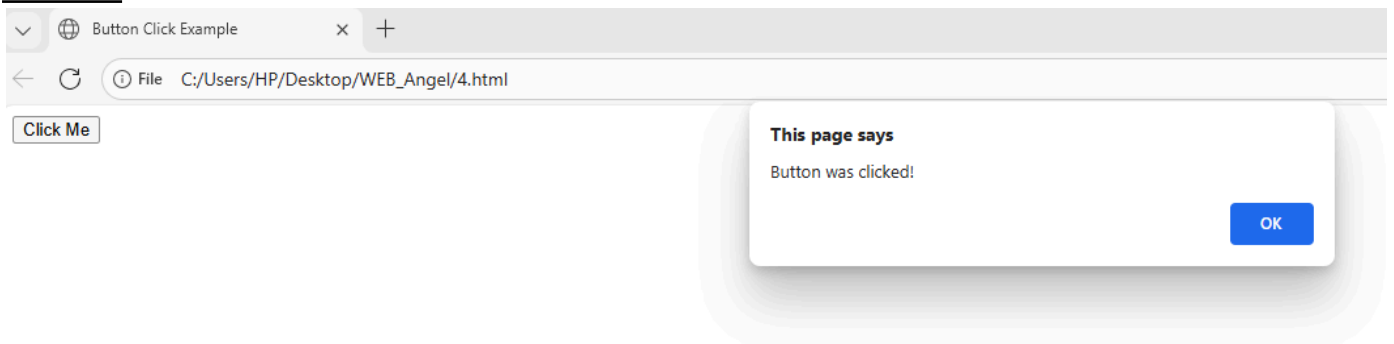 Button Click Example
File C:/Users/HP/Desktop/WEB_Angel/4.html
Click Me
This page says
Button was clicked!
OK